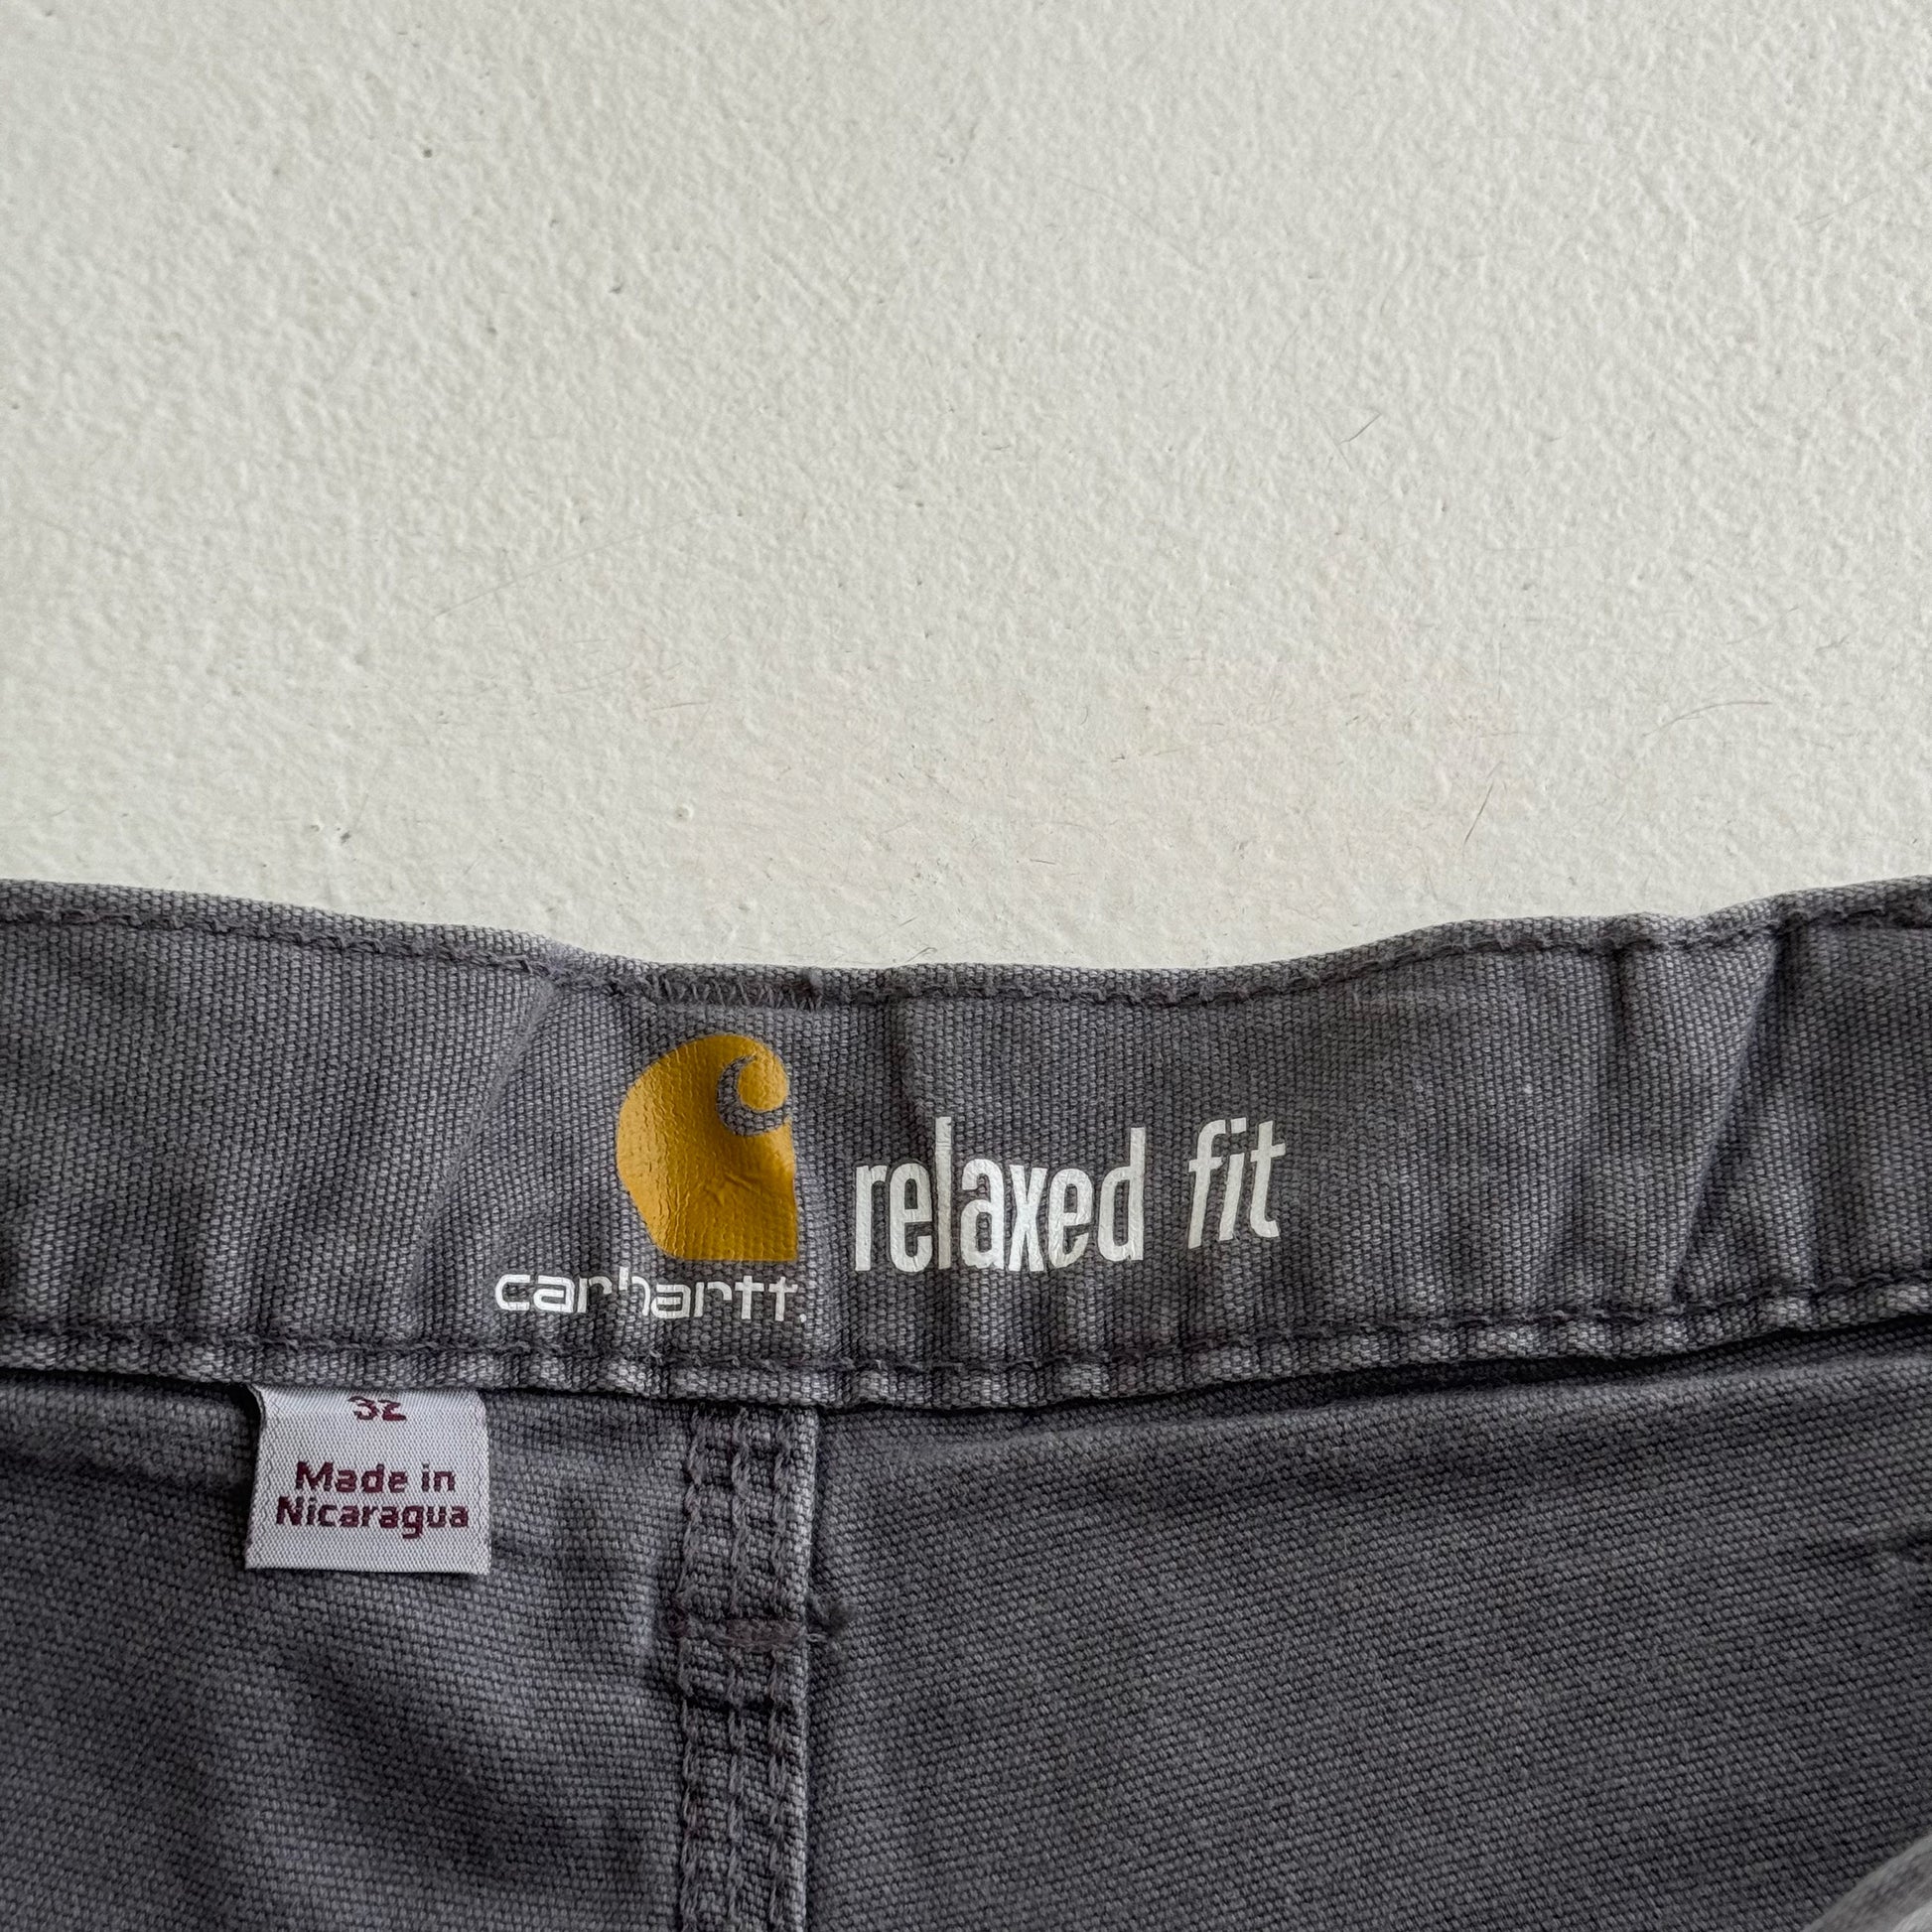 carhartt.
relaxed fit
32
Made in
Nicaragua